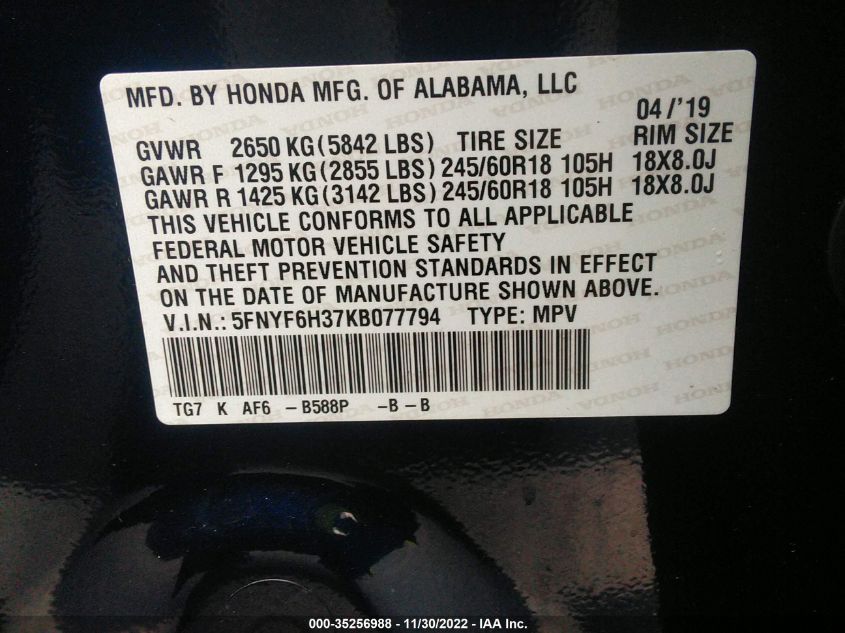 MFD. BY HONDA MFG. OF ALABAMA, LLC
04/'19
GVWR 2650 KG(5842 LBS) TIRE SIZE RIM SIZE
GAWR F 1295 KG(2855 LBS) 245/60R18 105H 18X8.0J
GAWR R 1425 KG(3142 LBS) 245/60R18 105H 18X8.0J
THIS VEHICLE CONFORMS TO ALL APPLICABLE
FEDERAL MOTOR VEHICLE SAFETY
AND THEFT PREVENTION STANDARDS IN EFFECT
ON THE DATE OF MANUFACTURE SHOWN ABOVE.
V.I.N.: 5FNYF6H37KB077794 TYPE: MPV
TG7 K AF6 -B588P -B-B
000-35256988 - 11/30/2022 - IAA Inc.